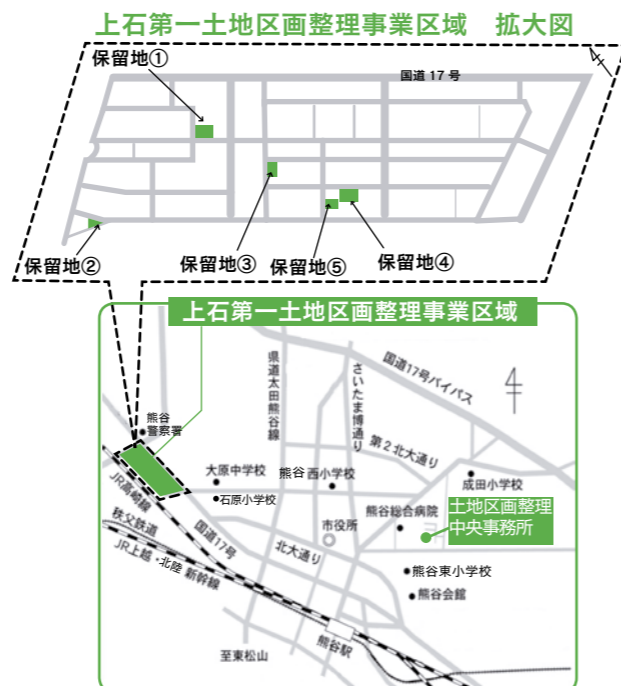 上石第一土地区画整理事業区域　拡大図
保留地①
国道17号
保留地②
保留地③
保留地⑤
保留地④
上石第一土地区画整理事業区域
国道17号バイパス
県道太田熊谷線
さいたま博通り
熊谷
警察署
第2北大通り
大原中学校
熊谷西小学校
成田小学校
石原小学校
JR高崎線
熊谷総合病院
土地区画整理
中央事務所
秩父鉄道
国道17号
市役所
北大通り
JR上越・北陸 新幹線
熊谷東小学校
熊谷会館
熊谷駅
至東松山